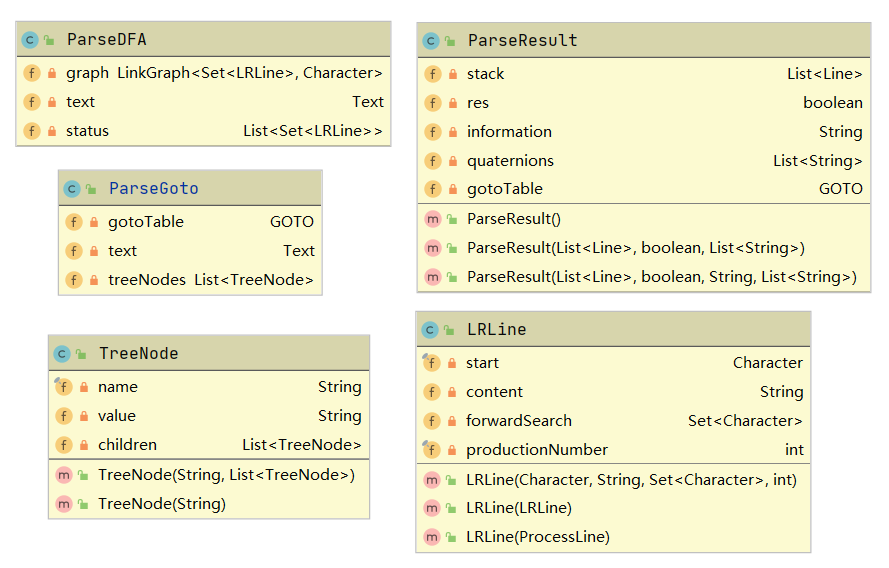 C ParseDFA
f graph LinkGraph<Set<LRLine>, Character>
f text Text
f status List<Set<LRLine>>
C ParseGoto
f gotoTable GOTO
f text Text
f treeNodes List<TreeNode>
C TreeNode
f name String
f value String
f children List<TreeNode>
m TreeNode(String, List<TreeNode>)
m TreeNode(String)
C ParseResult
f stack List<Line>
f res boolean
f information String
f quaternions List<String>
f gotoTable GOTO
m ParseResult()
m ParseResult(List<Line>, boolean, List<String>)
m ParseResult(List<Line>, boolean, String, List<String>)
C LRLine
f start Character
f content String
f forwardSearch Set<Character>
f productionNumber int
m LRLine(Character, String, Set<Character>, int)
m LRLine(LRLine)
m LRLine(ProcessLine)